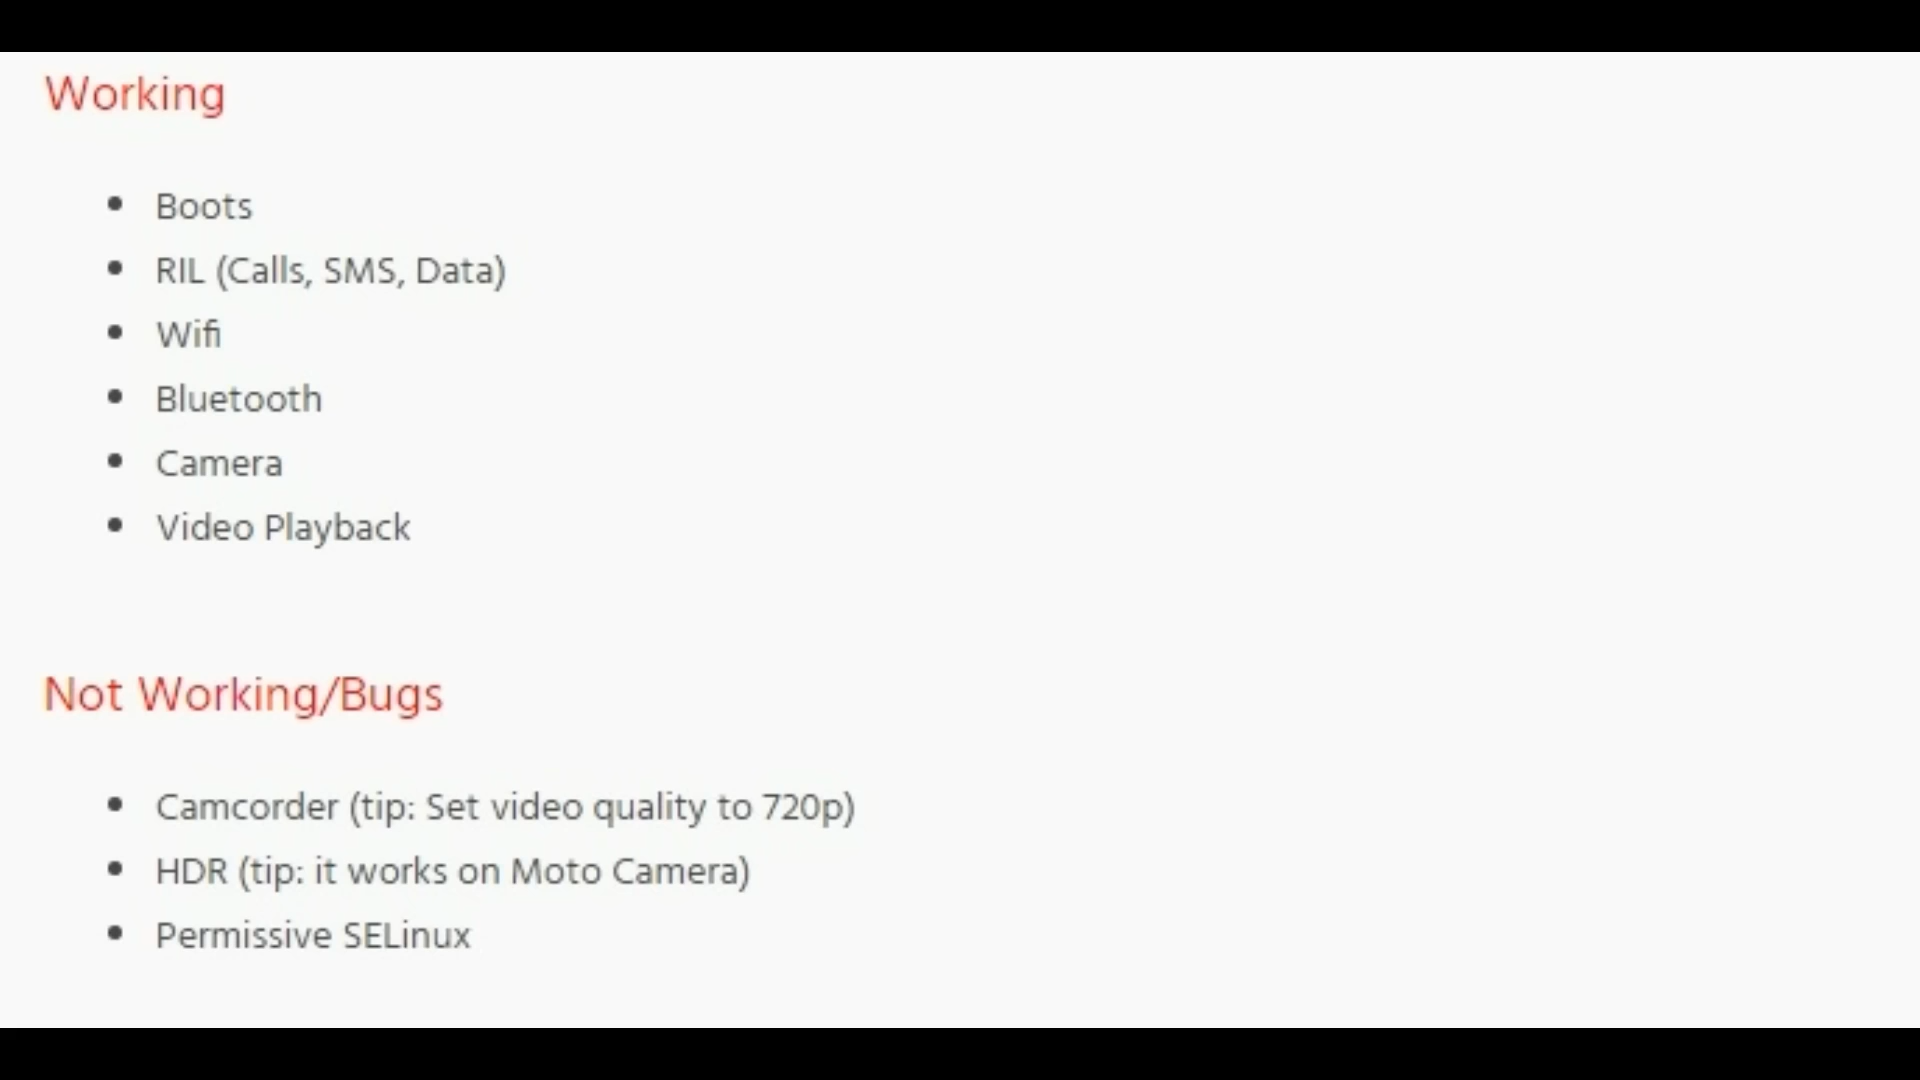 Working
Boots
RIL (Calls, SMS, Data)
Wifi
Bluetooth
Camera
Video Playback
Not Working/Bugs
Camcorder (tip: Set video quality to 720p)
HDR (tip: it works on Moto Camera)
Permissive SELinux